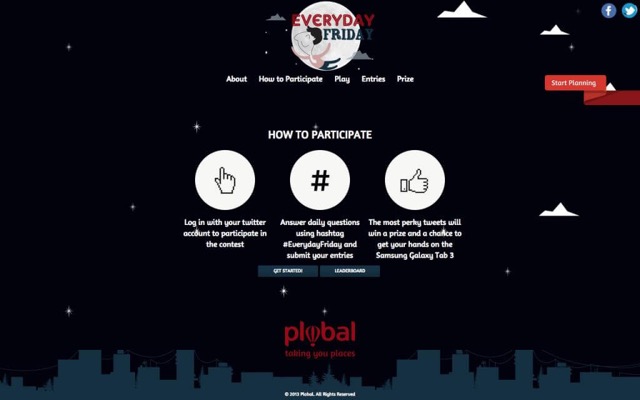 EVERYDAY
FRIDAY
About How to Participate Play Entries Prize
Start Planning
HOW TO PARTICIPATE
#
Log in with your twitter
account to participate in
the contest
Answer daily questions
using hashtag
#EverydayFriday and
submit your entries
The most perky tweets will
win a prize and a chance to
get your hands on the
Samsung Galaxy Tab 3
GET STARTED! LEADERBOARD
plobal
taking you places
© 2013 Plobal. All Rights Reserved